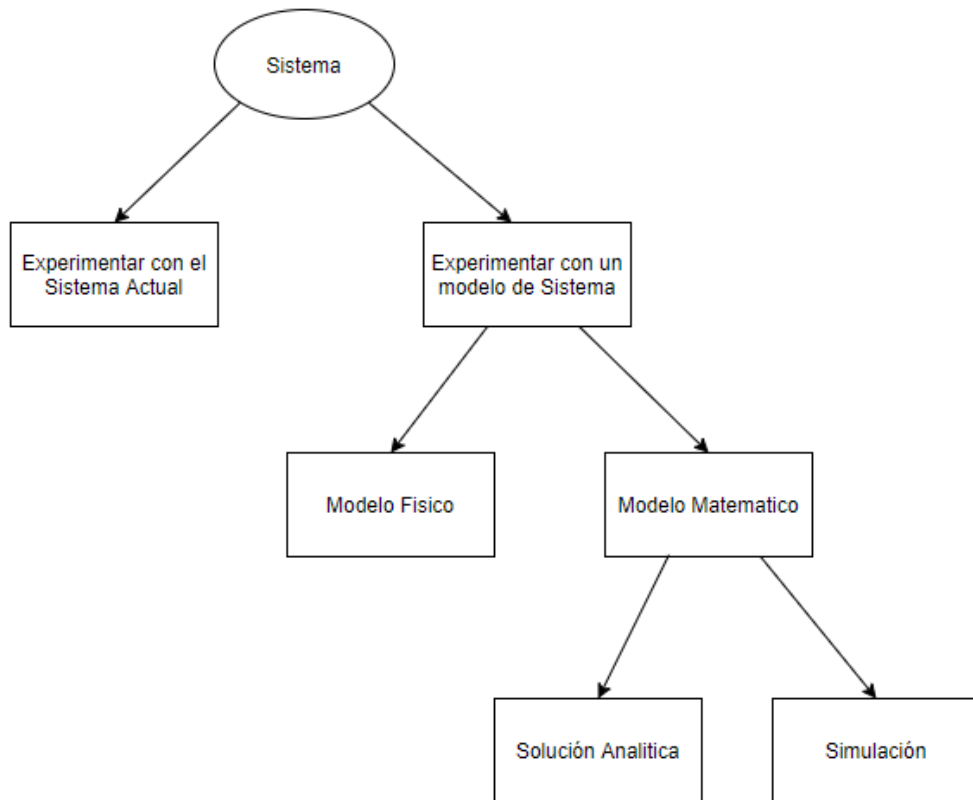 Sistema
Experimentar con el
Sistema Actual
Experimentar con un
modelo de Sistema
Modelo Fisico
Modelo Matematico
Solución Analitica
Simulación